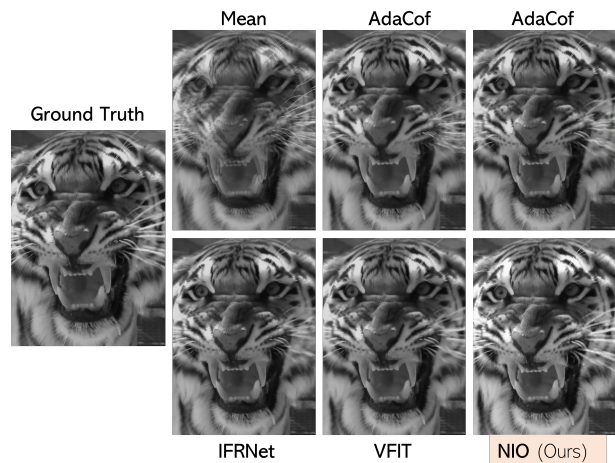 Mean
AdaCof
AdaCof
Ground Truth
IFRNet
VFIT
NIO (Ours)